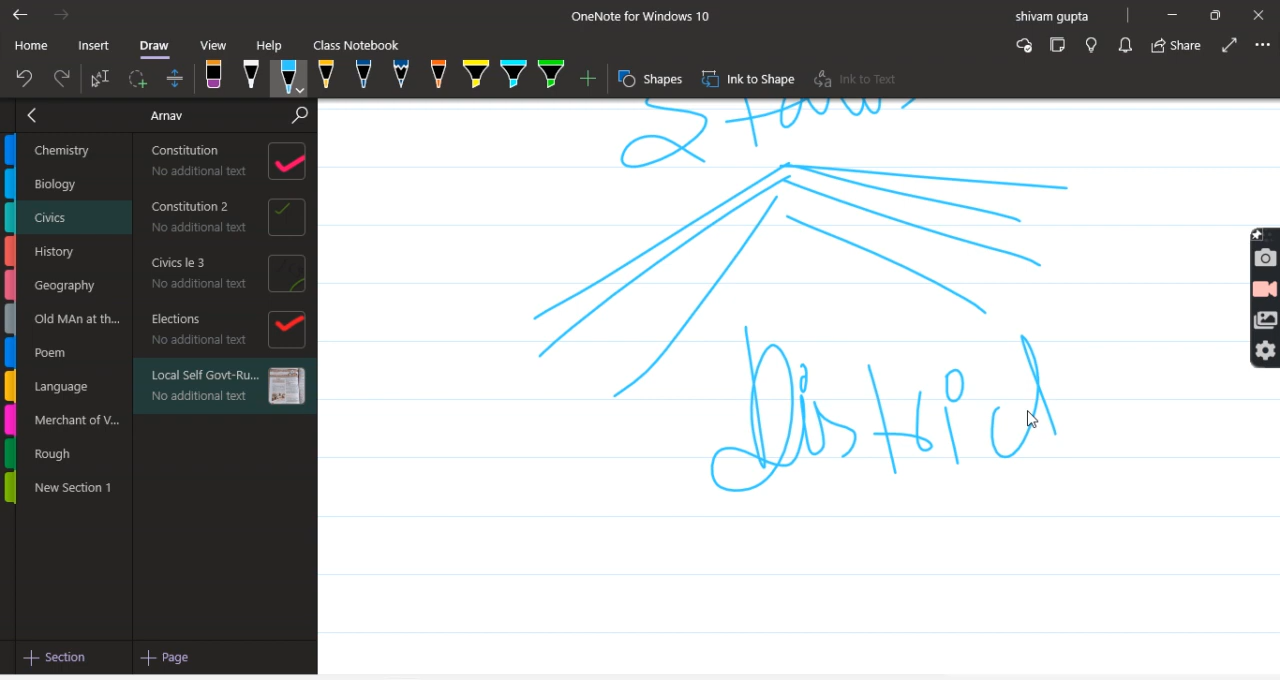 OneNote for Windows 10
shivam gupta
Home Insert Draw View Help Class Notebook
Share
Shapes
Ink to Shape
Ink to Text
Arnav
Chemistry
Biology
Civics
History
Geography
Old MAn at th...
Poem
Language
Merchant of V...
Rough
New Section 1
Constitution
No additional text
Constitution 2
No additional text
Civics le 3
No additional text
Elections
No additional text
Local Self Govt-Ru...
No additional text
Section
Page
District